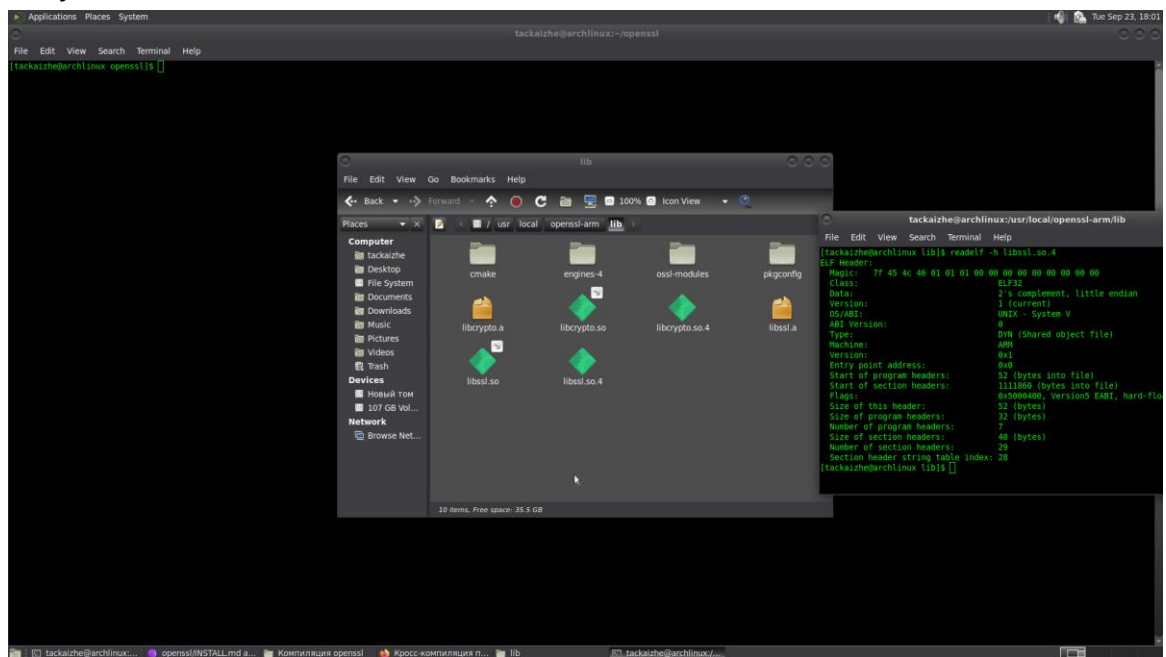 Applications Places System
Tue Sep 23, 18:01
tackaizhe@archlinux:~/openssl
File Edit View Search Terminal Help
[tackaizhe@archlinux openssl]$
lib
File Edit View Go Bookmarks Help
Back Forward 100% Icon View
Places / usr local openssl-arm lib
Computer
tackaizhe
Desktop
File System
Documents
Downloads
Music
Pictures
Videos
Trash
Devices
Новый том
107 GB Vol...
Network
Browse Net...
cmake engines-4 ossl-modules pkgconfig
libcrypto.a libcrypto.so libcrypto.so.4 libssl.a
libssl.so libssl.so.4
10 items, Free space: 35.5 GB
tackaizhe@archlinux:/usr/local/openssl-arm/lib
File Edit View Search Terminal Help
[tackaizhe@archlinux lib]$ readelf -h libssl.so.4
ELF Header:
Magic: 7f 45 4c 46 01 01 01 00 00 00 00 00 00 00 00 00
Class: ELF32
Data: 2's complement, little endian
Version: 1 (current)
OS/ABI: UNIX - System V
ABI Version: 0
Type: DYN (Shared object file)
Machine: ARM
Version: 0x1
Entry point address: 0x0
Start of program headers: 52 (bytes into file)
Start of section headers: 1111860 (bytes into file)
Flags: 0x5000400, Version5 EABI, hard-floa
Size of this header: 52 (bytes)
Size of program headers: 32 (bytes)
Number of program headers: 7
Size of section headers: 40 (bytes)
Number of section headers: 29
Section header string table index: 28
[tackaizhe@archlinux lib]$
tackaizhe@archlinux:... openssl/INSTALL.md a... Компиляция openssl Кросс-компиляция п... lib tackaizhe@archlinux:/...